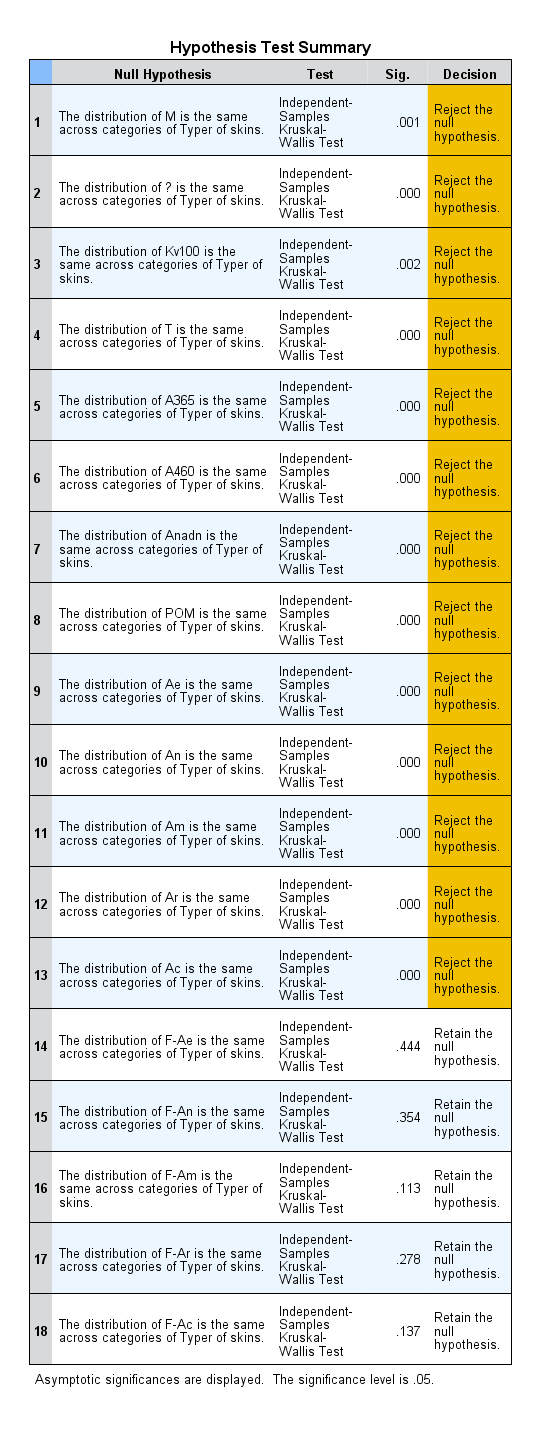 Hypothesis Test Summary
Null Hypothesis Test Sig. Decision
1 The distribution of M is the same across categories of Typer of skins. Independent-Samples Kruskal-Wallis Test .001 Reject the null hypothesis.
2 The distribution of ? is the same across categories of Typer of skins. Independent-Samples Kruskal-Wallis Test .000 Reject the null hypothesis.
3 The distribution of Kv100 is the same across categories of Typer of skins. Independent-Samples Kruskal-Wallis Test .002 Reject the null hypothesis.
4 The distribution of T is the same across categories of Typer of skins. Independent-Samples Kruskal-Wallis Test .000 Reject the null hypothesis.
5 The distribution of A365 is the same across categories of Typer of skins. Independent-Samples Kruskal-Wallis Test .000 Reject the null hypothesis.
6 The distribution of A460 is the same across categories of Typer of skins. Independent-Samples Kruskal-Wallis Test .000 Reject the null hypothesis.
7 The distribution of Anadn is the same across categories of Typer of skins. Independent-Samples Kruskal-Wallis Test .000 Reject the null hypothesis.
8 The distribution of POM is the same across categories of Typer of skins. Independent-Samples Kruskal-Wallis Test .000 Reject the null hypothesis.
9 The distribution of Ae is the same across categories of Typer of skins. Independent-Samples Kruskal-Wallis Test .000 Reject the null hypothesis.
10 The distribution of An is the same across categories of Typer of skins. Independent-Samples Kruskal-Wallis Test .000 Reject the null hypothesis.
11 The distribution of Am is the same across categories of Typer of skins. Independent-Samples Kruskal-Wallis Test .000 Reject the null hypothesis.
12 The distribution of Ar is the same across categories of Typer of skins. Independent-Samples Kruskal-Wallis Test .000 Reject the null hypothesis.
13 The distribution of Ac is the same across categories of Typer of skins. Independent-Samples Kruskal-Wallis Test .000 Reject the null hypothesis.
14 The distribution of F-Ae is the same across categories of Typer of skins. Independent-Samples Kruskal-Wallis Test .444 Retain the null hypothesis.
15 The distribution of F-An is the same across categories of Typer of skins. Independent-Samples Kruskal-Wallis Test .354 Retain the null hypothesis.
16 The distribution of F-Am is the same across categories of Typer of skins. Independent-Samples Kruskal-Wallis Test .113 Retain the null hypothesis.
17 The distribution of F-Ar is the same across categories of Typer of skins. Independent-Samples Kruskal-Wallis Test .278 Retain the null hypothesis.
18 The distribution of F-Ac is the same across categories of Typer of skins. Independent-Samples Kruskal-Wallis Test .137 Retain the null hypothesis.
Asymptotic significances are displayed. The significance level is .05.